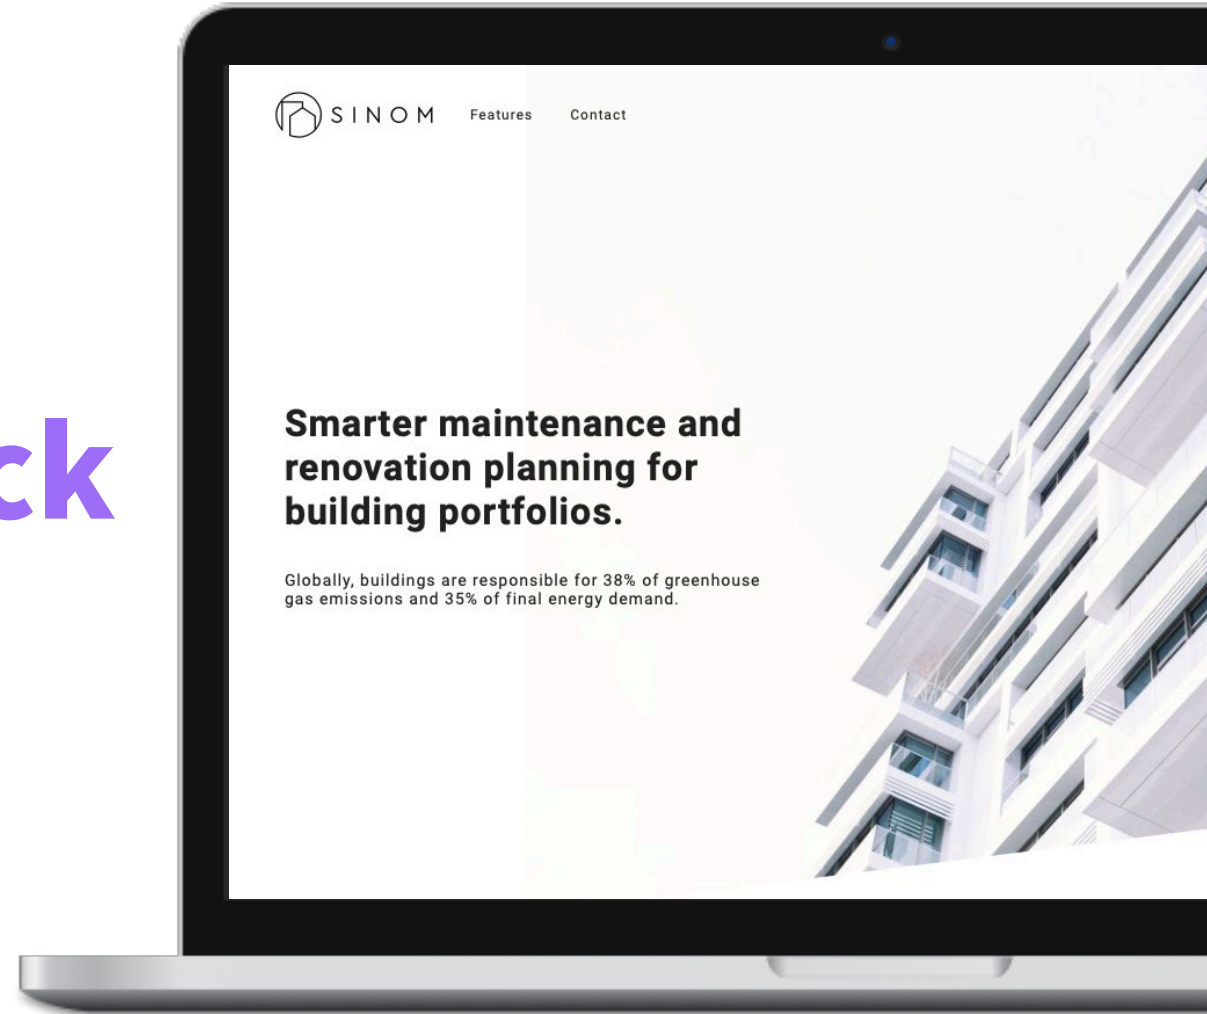 SINOM
Features
Contact
ck
Smarter maintenance and
renovation planning for
building portfolios.
Globally, buildings are responsible for 38% of greenhouse
gas emissions and 35% of final energy demand.